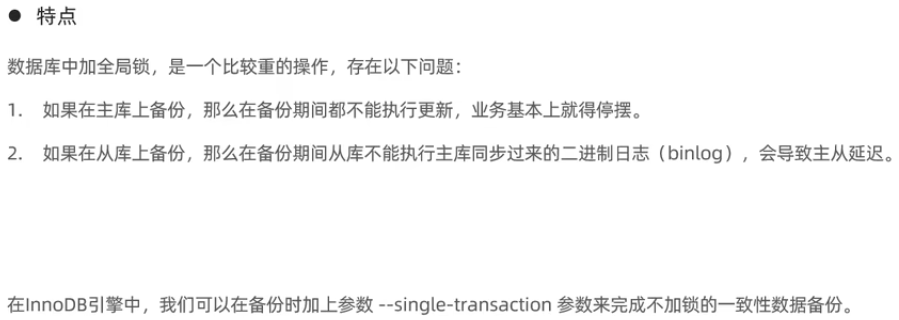 ● 特点
数据库中加全局锁，是一个比较重的操作，存在以下问题：
1. 如果在主库上备份，那么在备份期间都不能执行更新，业务基本上就得停摆。
2. 如果在从库上备份，那么在备份期间从库不能执行主库同步过来的二进制日志（binlog），会导致主从延迟。
在InnoDB引擎中，我们可以在备份时加上参数 --single-transaction 参数来完成不加锁的一致性数据备份。